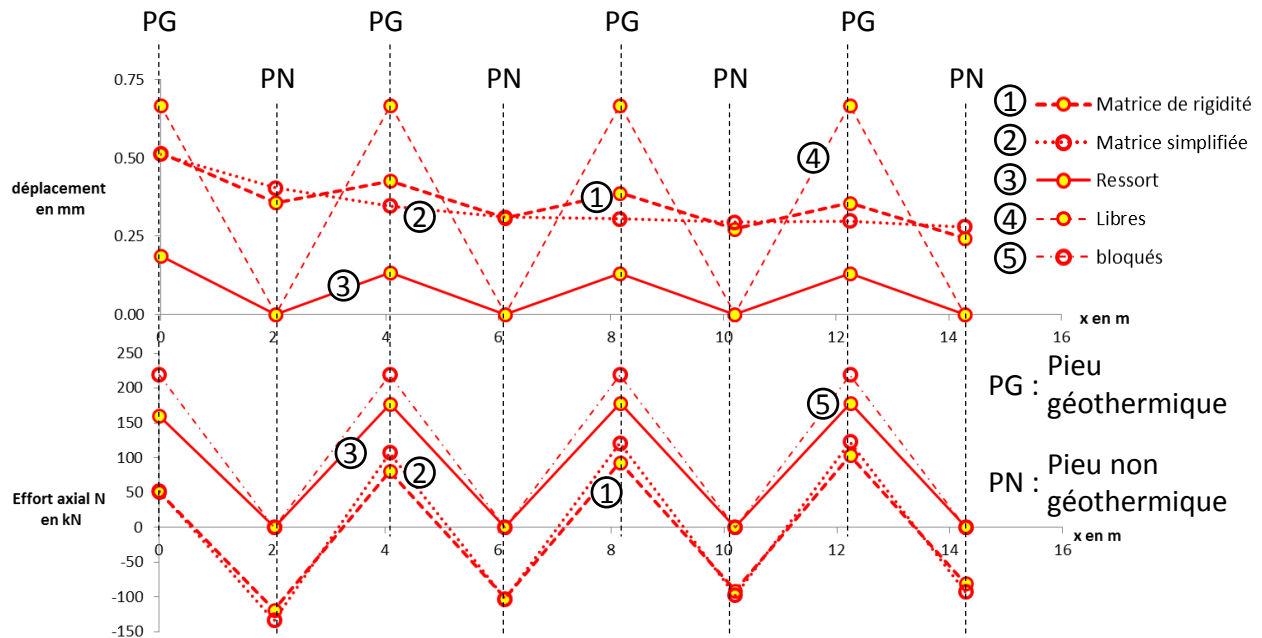 PG PG PG PG
PN PN PN PN
0.75
0.50
0.25
0.00
déplacement
en mm
4
1
2
3
0 2 4 6 8 10 12 14 16
x en m
1 Matrice de rigidité
2 Matrice simplifiée
3 Ressort
4 Libres
5 bloqués
250
200
150
100
50
0
-50
-100
-150
Effort axial N
en kN
5
3
2
1
0 2 4 6 8 10 12 14 16
x en m
PG : Pieu
géothermique
PN : Pieu non
géothermique